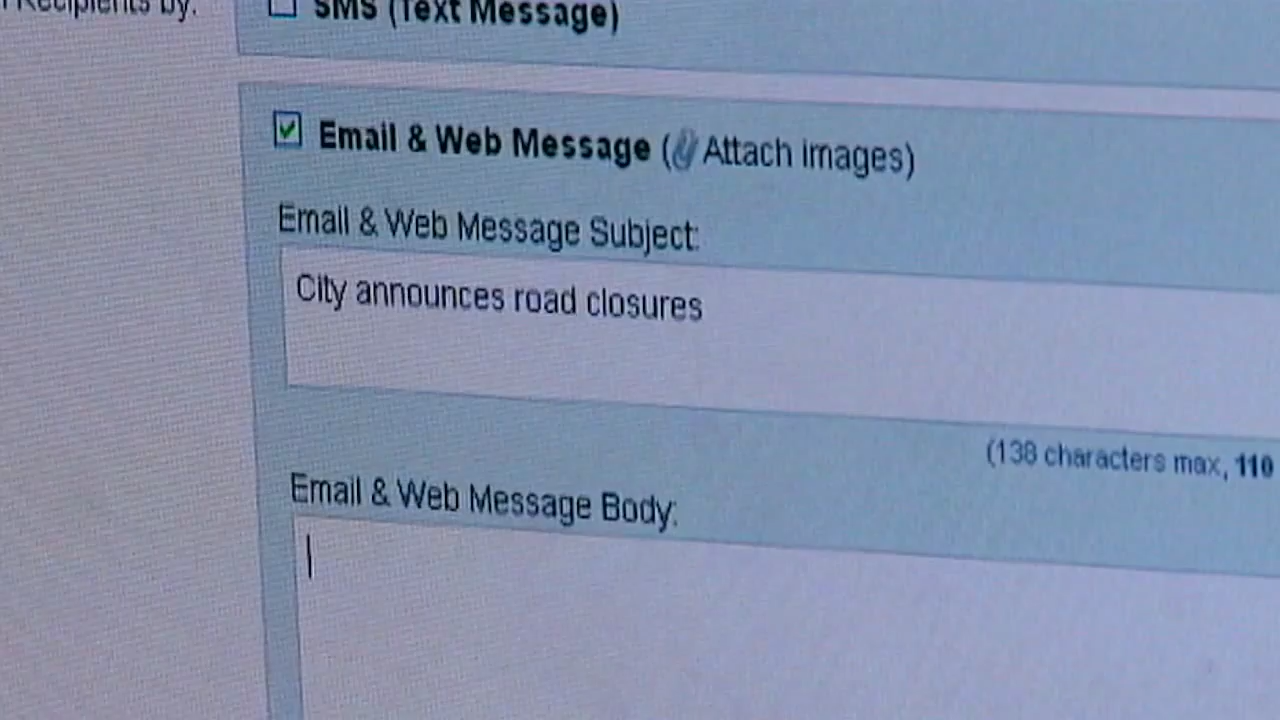 Recipients by:
SMS (Text Message)
Email & Web Message (Attach images)
Email & Web Message Subject:
City announces road closures
(138 characters max, 110
Email & Web Message Body: